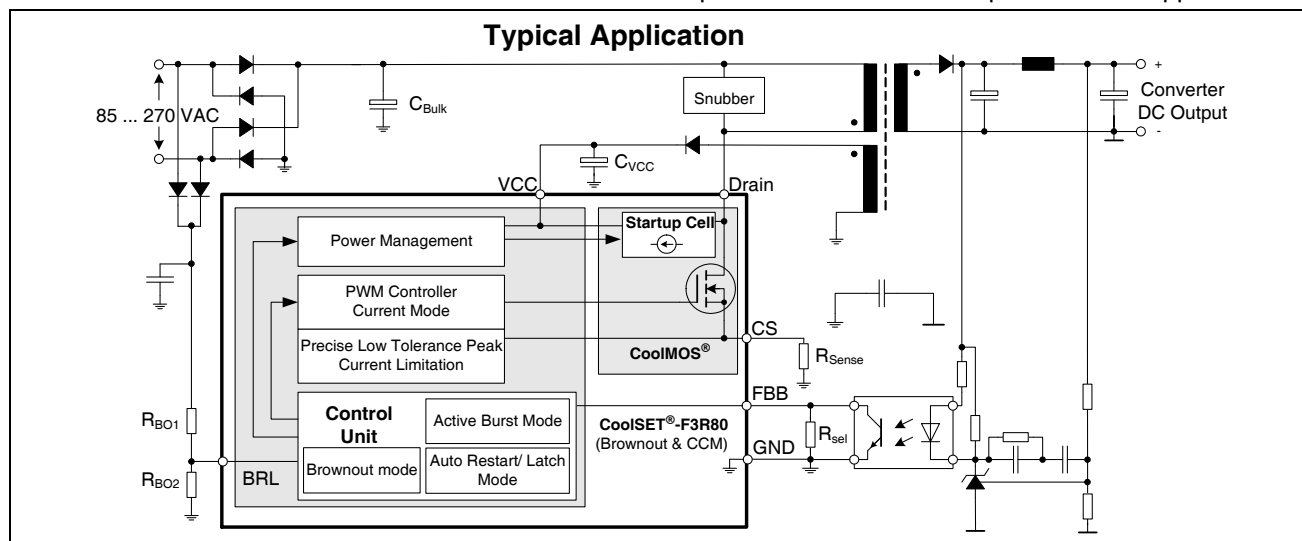 Typical Application
+
Snubber
Converter
DC Output
C_Bulk
85 ... 270 VAC
-
C_VCC
VCC
Drain
Startup Cell
Power Management
PWM Controller
Current Mode
CS
Precise Low Tolerance Peak
Current Limitation
CoolMOS®
R_Sense
FBB
Control
Unit
Active Burst Mode
CoolSET®-F3R80
(Brownout & CCM)
R_sel
R_BO1
GND
Brownout mode
Auto Restart/ Latch
Mode
BRL
R_BO2